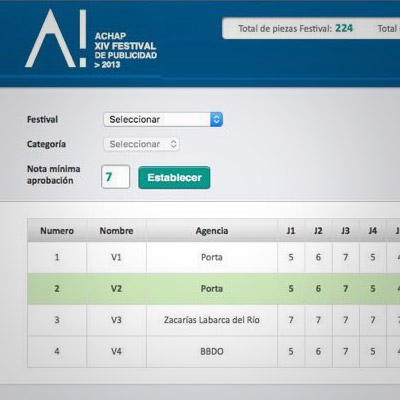 A!
ACHAP
XIV FESTIVAL
DE PUBLICIDAD
> 2013
Total de piezas Festival: 224 Total
Festival Seleccionar
Categoría Seleccionar
Nota mínima
aprobación
7 Establecer
Numero Nombre Agencia J1 J2 J3 J4
1 V1 Porta 5 6 7 5
2 V2 Porta 5 6 7 5
3 V3 Zacarías Labarca del Río 7 7 7 7
4 V4 BBDO 5 6 7 5